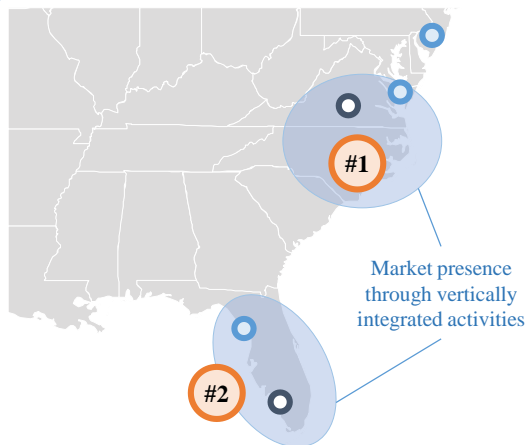 #1
Market presence
through vertically
integrated activities
#2